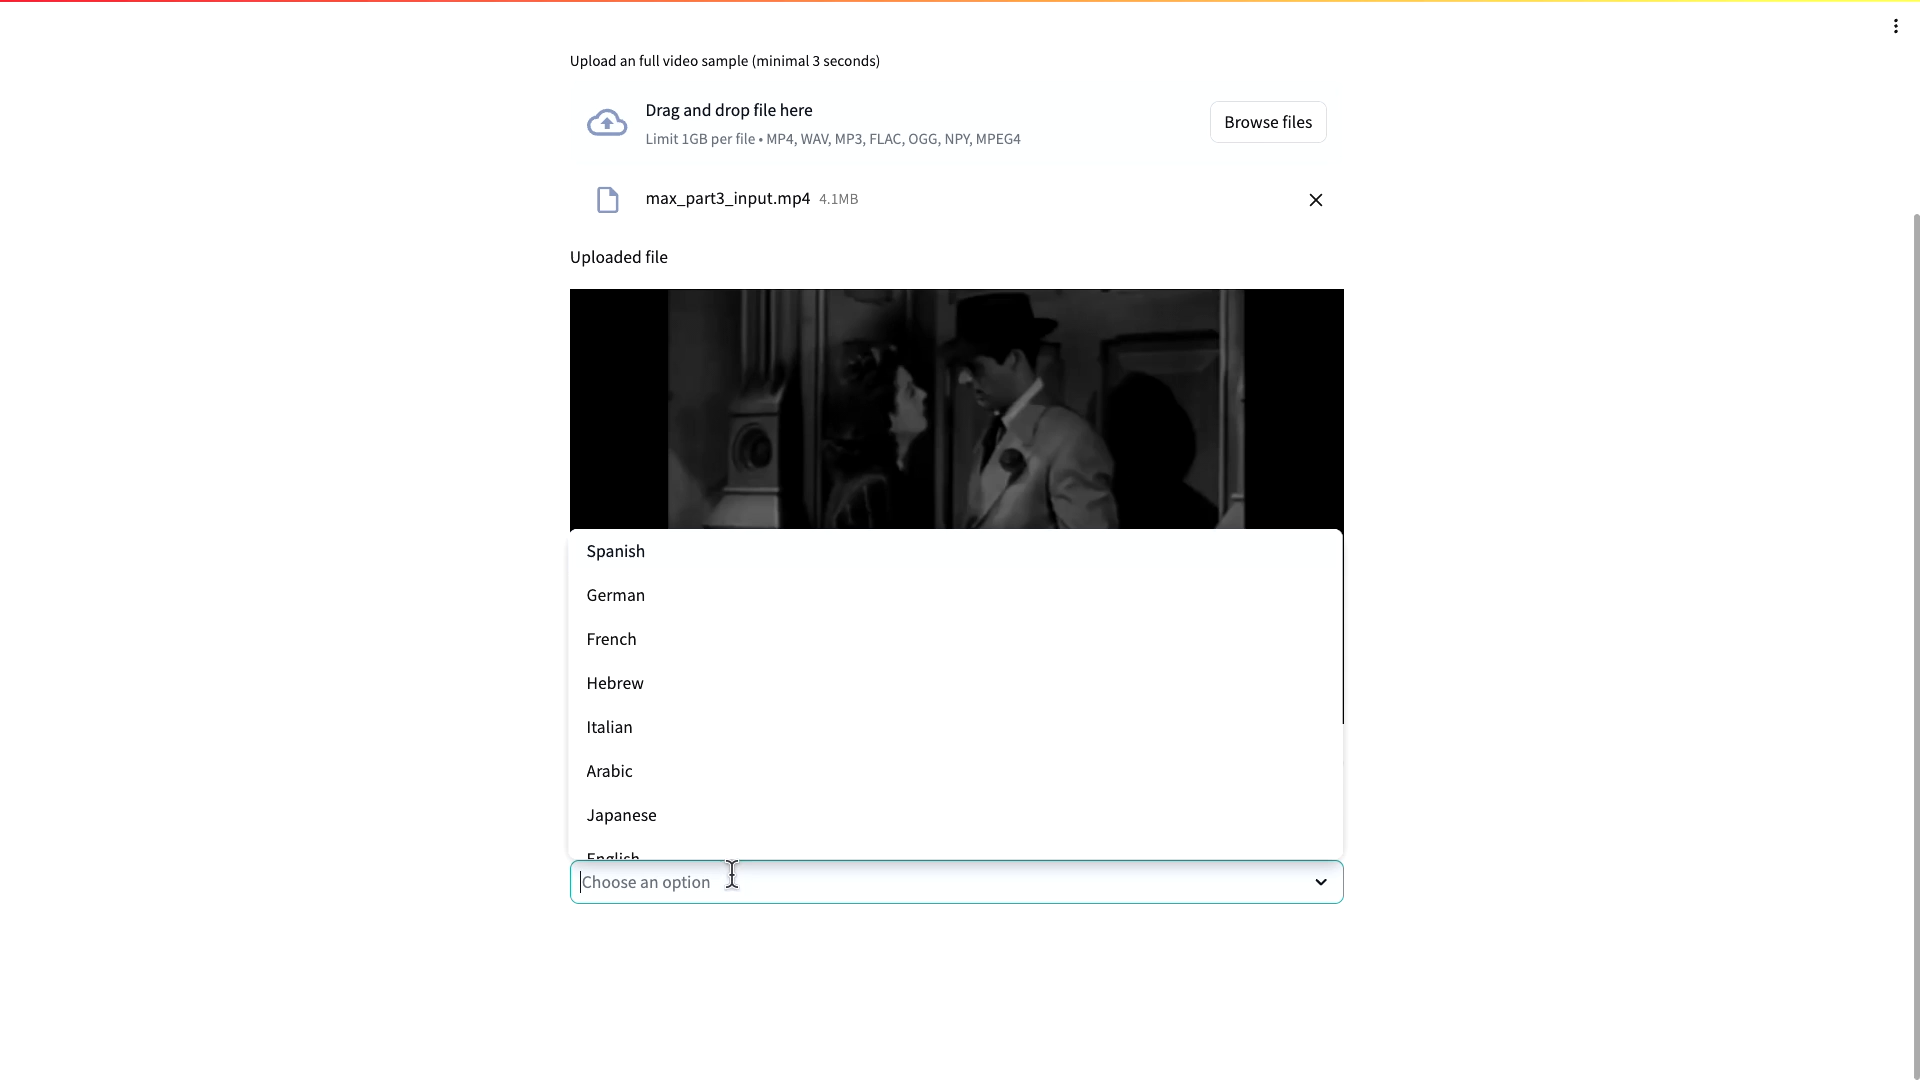 Upload an full video sample (minimal 3 seconds)
Drag and drop file here
Limit 1GB per file • MP4, WAV, MP3, FLAC, OGG, NPY, MPEG4
Browse files
max_part3_input.mp4 4.1MB
Uploaded file
Spanish
German
French
Hebrew
Italian
Arabic
Japanese
English
Choose an option